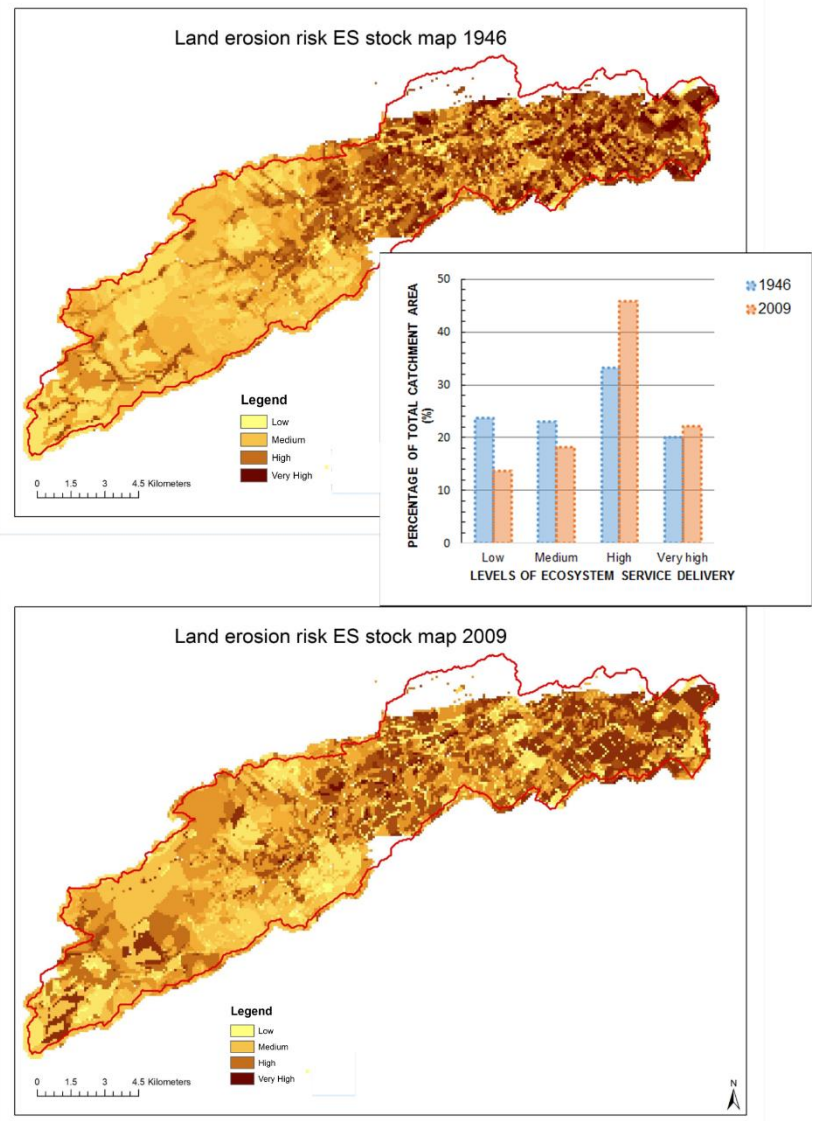 Land erosion risk ES stock map 1946
Legend
Low
Medium
High
Very High
0 1.5 3 4.5 Kilometers
PERCENTAGE OF TOTAL CATCHMENT AREA
(%)
50
40
30
20
10
0
Low Medium High Very high
LEVELS OF ECOSYSTEM SERVICE DELIVERY
1946
2009
Land erosion risk ES stock map 2009
Legend
Low
Medium
High
Very High
0 1.5 3 4.5 Kilometers
N